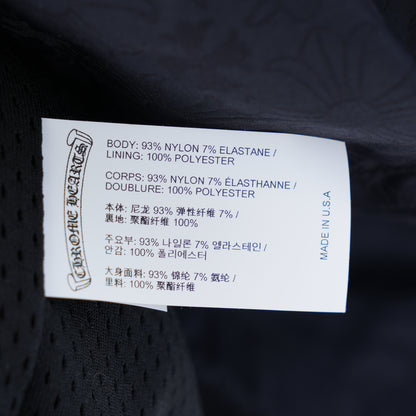 CHROME HEARTS
BODY: 93% NYLON 7% ELASTANE /
LINING: 100% POLYESTER
CORPS: 93% NYLON 7% ÉLASTHANNE /
DOUBLURE: 100% POLYESTER
本体: 尼龙 93% 弹性纤维 7% /
裏地: 聚酯纤维 100%
주요부: 93% 나일론 7% 엘라스테인 /
안감: 100% 폴리에스터
大身面料: 93% 锦纶 7% 氨纶 /
里料: 100% 聚酯纤维
MADE IN U.S.A